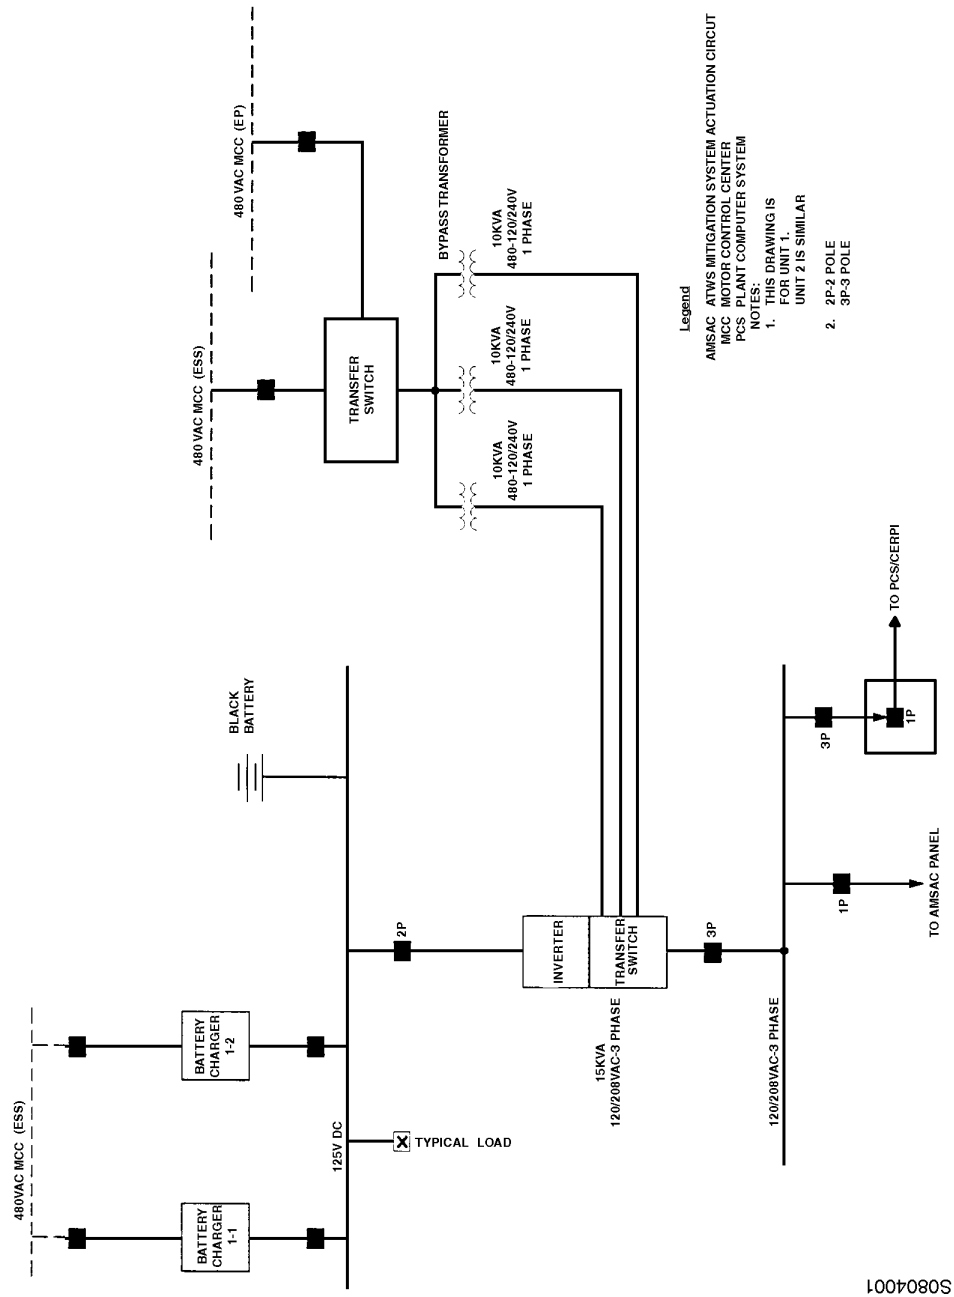 480VAC MCC (ESS)
BATTERY
CHARGER
1-1
BATTERY
CHARGER
1-2
125V DC
TYPICAL LOAD
BLACK
BATTERY
2P
INVERTER
TRANSFER
SWITCH
15KVA
120/208VAC-3 PHASE
3P
120/208VAC-3 PHASE
1P
TO AMSAC PANEL
3P
1P
TO PCS/CERPI
480 VAC MCC (ESS)
480 VAC MCC (EP)
TRANSFER
SWITCH
BYPASS TRANSFORMER
10KVA
480-120/240V
1 PHASE
10KVA
480-120/240V
1 PHASE
10KVA
480-120/240V
1 PHASE
Legend
AMSAC ATWS MITIGATION SYSTEM ACTUATION CIRCUT
MCC MOTOR CONTROL CENTER
PCS PLANT COMPUTER SYSTEM
NOTES:
1. THIS DRAWING IS
FOR UNIT 1.
UNIT 2 IS SIMILAR
2. 2P-2 POLE
3P-3 POLE
S0804001